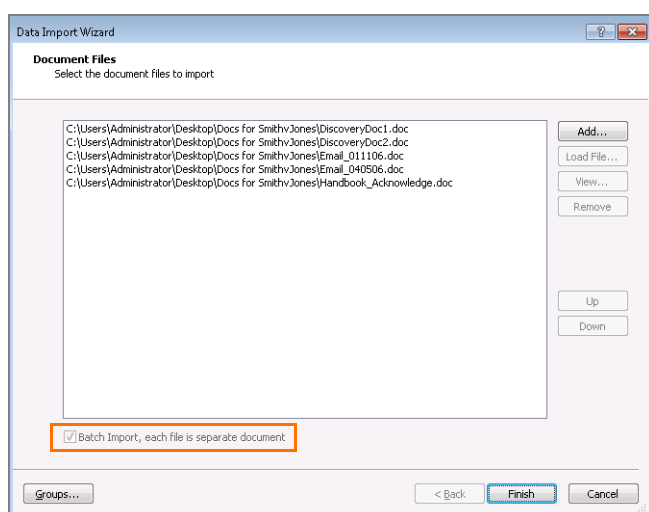 Data Import Wizard
Document Files
Select the document files to import
C:\Users\Administrator\Desktop\Docs for SmithvJones\DiscoveryDoc1.doc
C:\Users\Administrator\Desktop\Docs for SmithvJones\DiscoveryDoc2.doc
C:\Users\Administrator\Desktop\Docs for SmithvJones\Email_011106.doc
C:\Users\Administrator\Desktop\Docs for SmithvJones\Email_040506.doc
C:\Users\Administrator\Desktop\Docs for SmithvJones\Handbook_Acknowledge.doc
Add...
Load File...
View...
Remove
Up
Down
Batch Import, each file is separate document
Groups...
< Back
Finish
Cancel